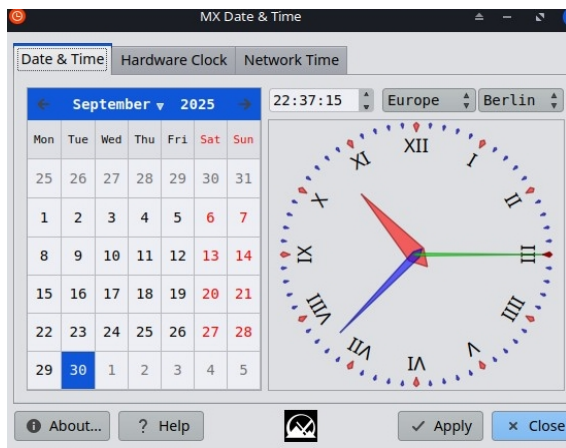 MX Date & Time
Date & Time Hardware Clock Network Time
September 2025
22:37:15 Europe Berlin
Mon Tue Wed Thu Fri Sat Sun
25 26 27 28 29 30 31
1 2 3 4 5 6 7
8 9 10 11 12 13 14
15 16 17 18 19 20 21
22 23 24 25 26 27 28
29 30 1 2 3 4 5
XII
I
II
III
IIII
V
VI
VII
VIII
IX
X
XI
About... ? Help Apply × Close